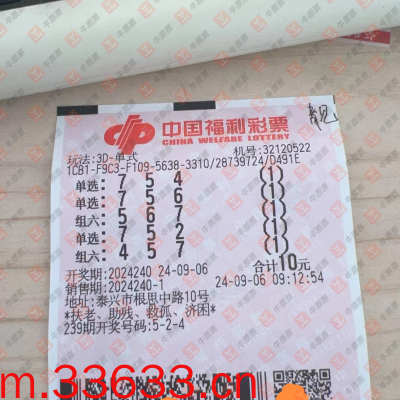 中国福利彩票
CHINA WELFARE LOTTERY
玩法:3D-单式 机号:32120522
1CB1-F9C3-F109-5638-3310/28739724/D491E
单选: 7 5 4 (1)
单选: 7 5 6 (1)
组六: 5 6 7 (1)
单选: 7 5 2 (1)
组六: 4 5 7 (1)
开奖期:2024240 24-09-06 合计10元
销售期:2024240-1 24-09-06 09:12:54
地址:泰兴市根思中路10号
*扶老、助残、救孤、济困*
239期开奖号码:5-2-4
m.33633.cn